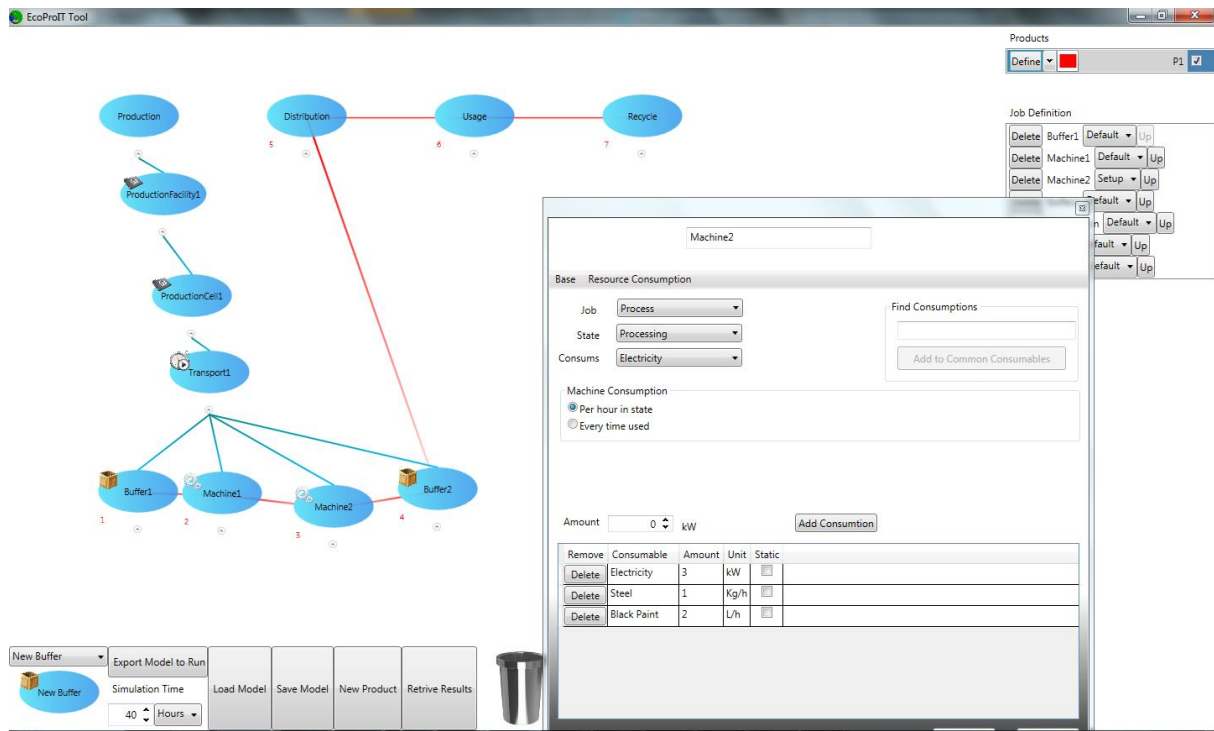 EcoProIT Tool
Products
Define P1
Production Distribution Usage Recycle
5 6 7
Job Definition
Delete Buffer1 Default Up
Delete Machine1 Default Up
Delete Machine2 Setup Up
Default Up
n Default Up
fault Up
efault Up
ProductionFacility1
ProductionCell1
Transport1
Buffer1 Machine1 Machine2 Buffer2
1 2 3 4
Machine2
Base Resource Consumption
Job Process
State Processing
Consums Electricity
Find Consumptions
Add to Common Consumables
Machine Consumption
Per hour in state
Every time used
Amount 0 kW Add Consumtion
Remove Consumable Amount Unit Static
Delete Electricity 3 kW
Delete Steel 1 Kg/h
Delete Black Paint 2 L/h
New Buffer
New Buffer
Export Model to Run
Simulation Time
40 Hours
Load Model Save Model New Product Retrive Results